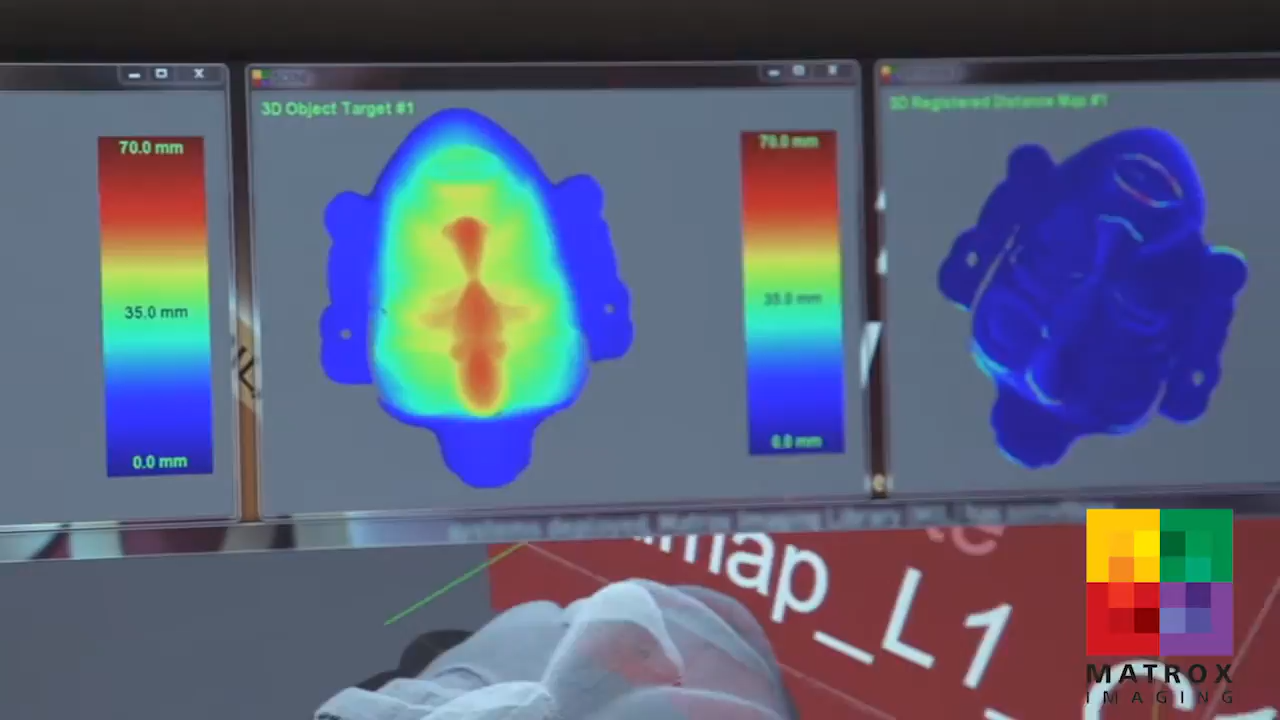 70.0 mm
35.0 mm
0.0 mm
3D Object Target #1
70.0 mm
35.0 mm
0.0 mm
3D Registered Distance Map #1
map_L1
MATROX
IMAGING